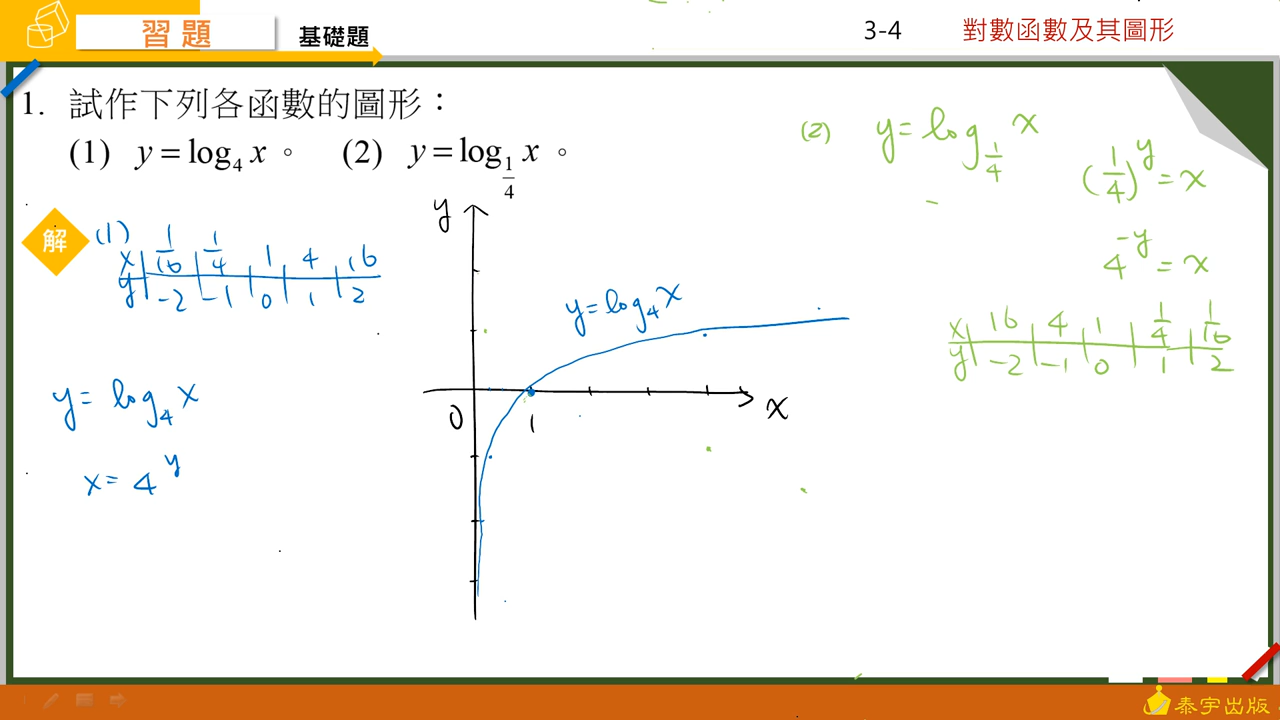 習題
基礎題
3-4 對數函數及其圖形
1. 試作下列各函數的圖形：
(1) y = log₄ x 。 (2) y = log_{1/4} x 。
解
(1)
x | 1/16 | 1/4 | 1 | 4 | 16
y | -2 | -1 | 0 | 1 | 2
y = log₄ x
x = 4^y
y
y = log₄ x
0 1 x
(2) y = log_{1/4} x
(1/4)^y = x
4^{-y} = x
x | 16 | 4 | 1 | 1/4 | 1/16
y | -2 | -1 | 0 | 1 | 2
泰宇出版